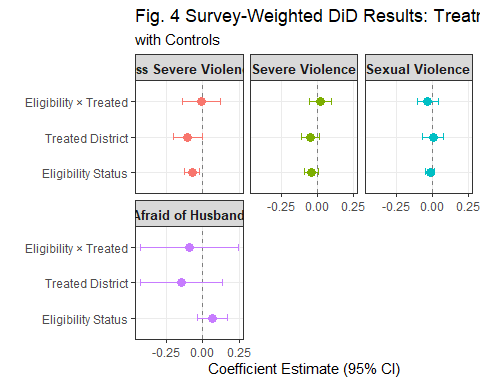 Fig. 4 Survey-Weighted DiD Results: Treatr
with Controls
ss Severe Violen Severe Violence Sexual Violence
Eligibility × Treated
Treated District
Eligibility Status
-0.25 0.00 0.25 -0.25 0.00 0.25
Afraid of Husband
Eligibility × Treated
Treated District
Eligibility Status
-0.25 0.00 0.25
Coefficient Estimate (95% CI)